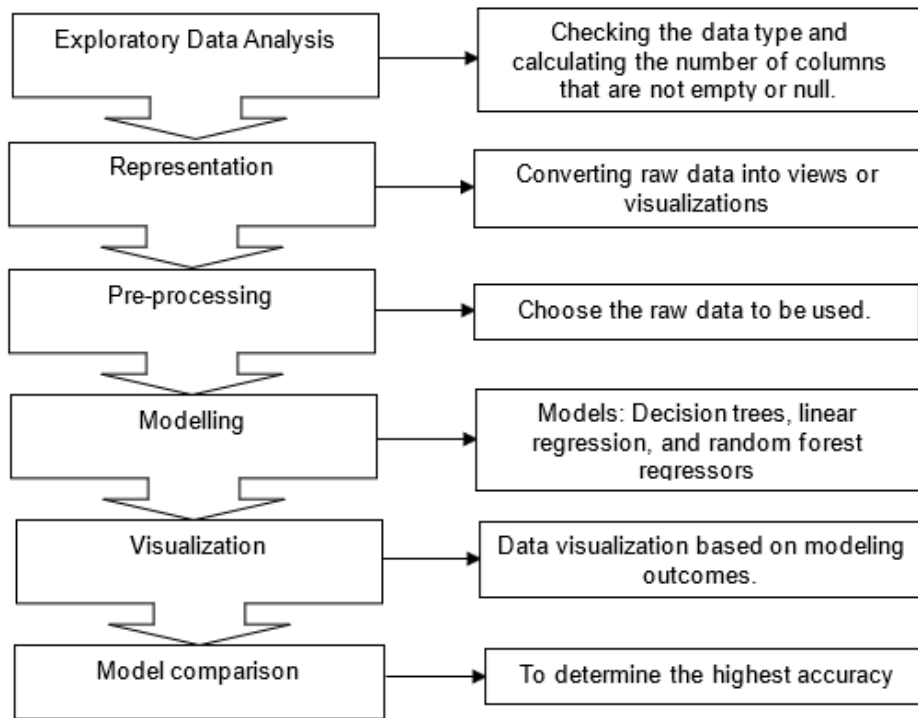 Exploratory Data Analysis
Checking the data type and
calculating the number of columns
that are not empty or null.
Representation
Converting raw data into views or
visualizations
Pre-processing
Choose the raw data to be used.
Modelling
Models: Decision trees, linear
regression, and random forest
regressors
Visualization
Data visualization based on modeling
outcomes.
Model comparison
To determine the highest accuracy